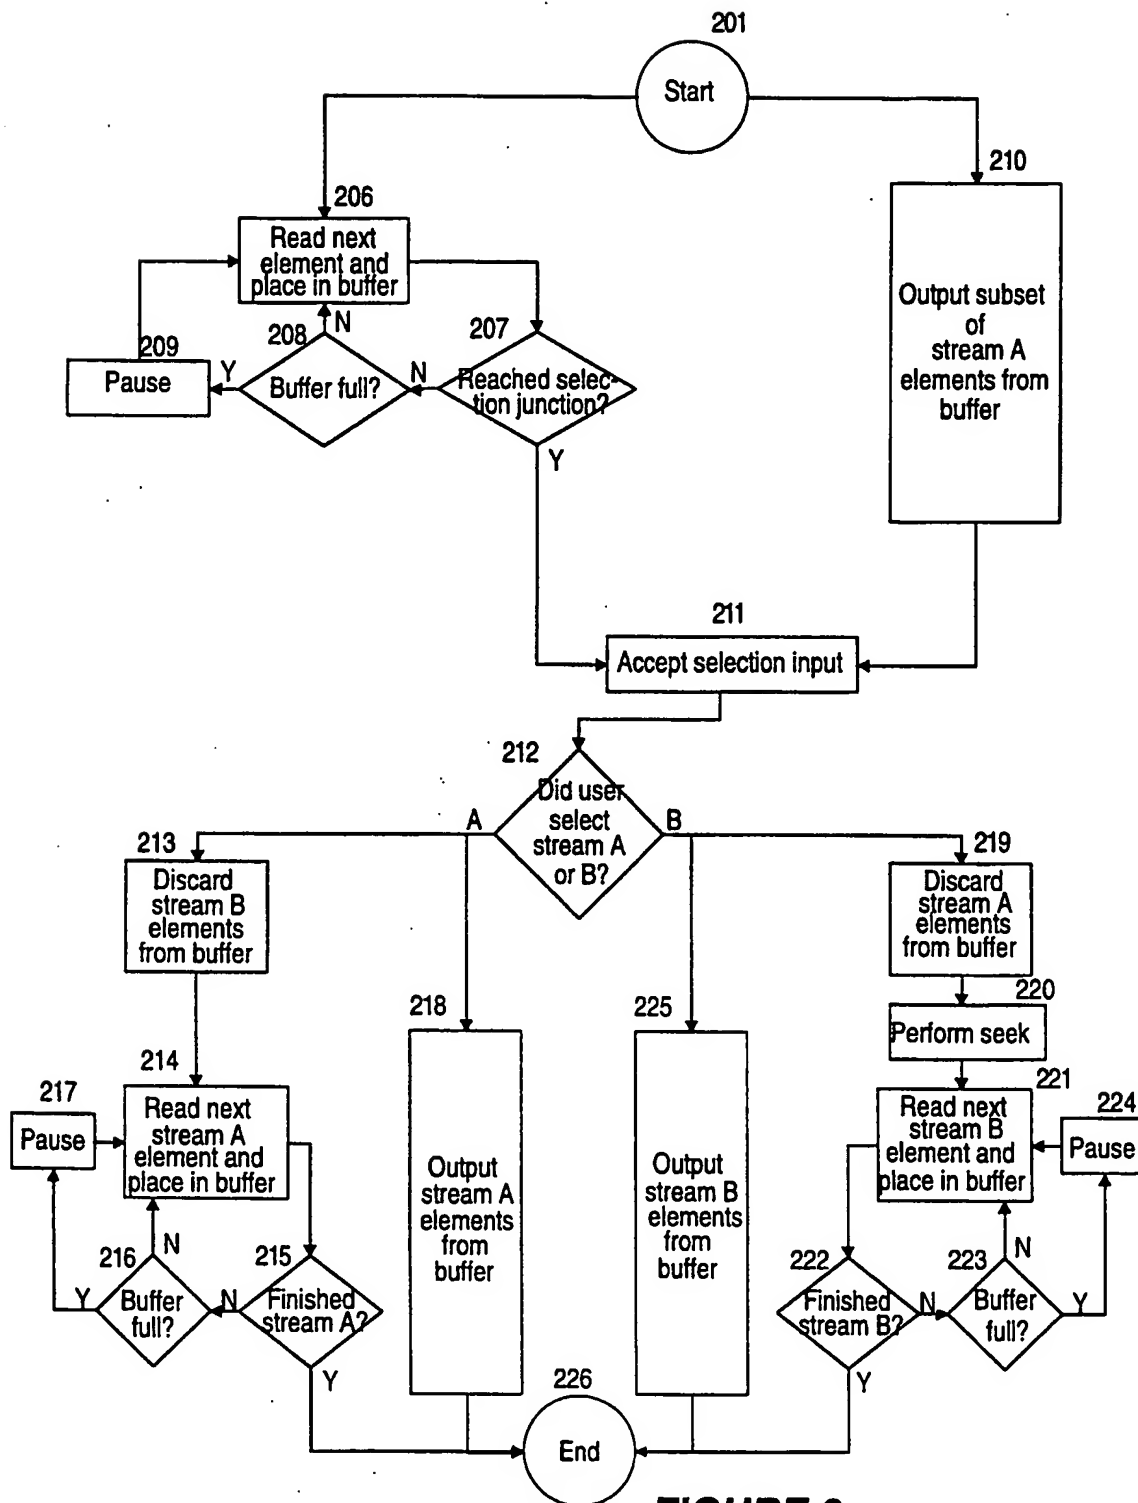 201
Start
210
206
Read next
element and
place in buffer
Output subset
of
stream A
elements from
buffer
209
208
N
207
Pause
Y
Buffer full?
N
Reached selec-
tion junction?
Y
211
Accept selection input
212
Did user
select
stream A
or B?
A
B
213
Discard
stream B
elements
from buffer
219
Discard
stream A
elements
from buffer
218
225
220
Perform seek
214
221
217
Pause
Read next
stream A
element and
place in buffer
Output
stream A
elements
from
buffer
Output
stream B
elements
from
buffer
Read next
stream B
element and
place in buffer
224
Pause
216
N
215
222
223
N
Y
Buffer
full?
N
Finished
stream A?
Finished
stream B?
N
Buffer
full?
Y
Y
226
Y
End